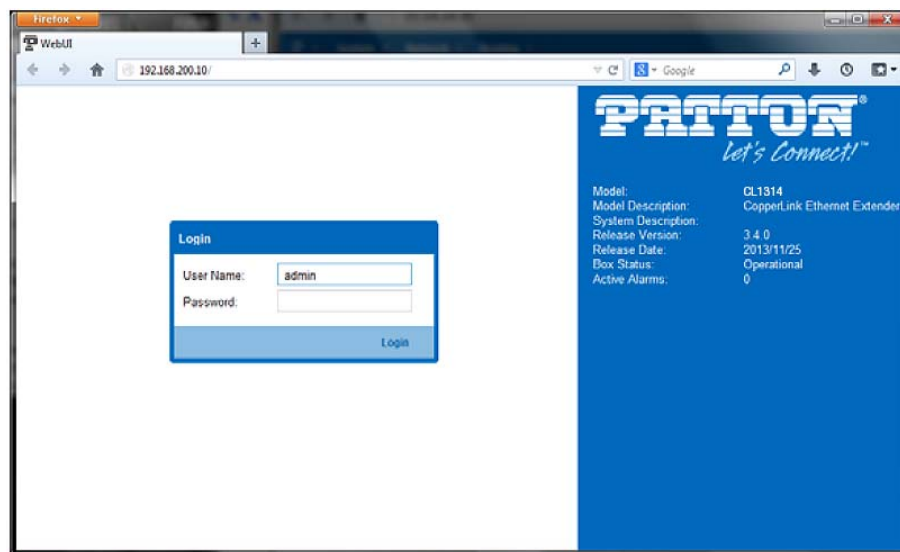 Firefox
WebUI
192.168.200.10/
Google
PATTON®
Let's Connect!™
Model: CL1314
Model Description: CopperLink Ethernet Extender
System Description:
Release Version: 3.4.0
Release Date: 2013/11/25
Box Status: Operational
Active Alarms: 0
Login
User Name: admin
Password:
Login